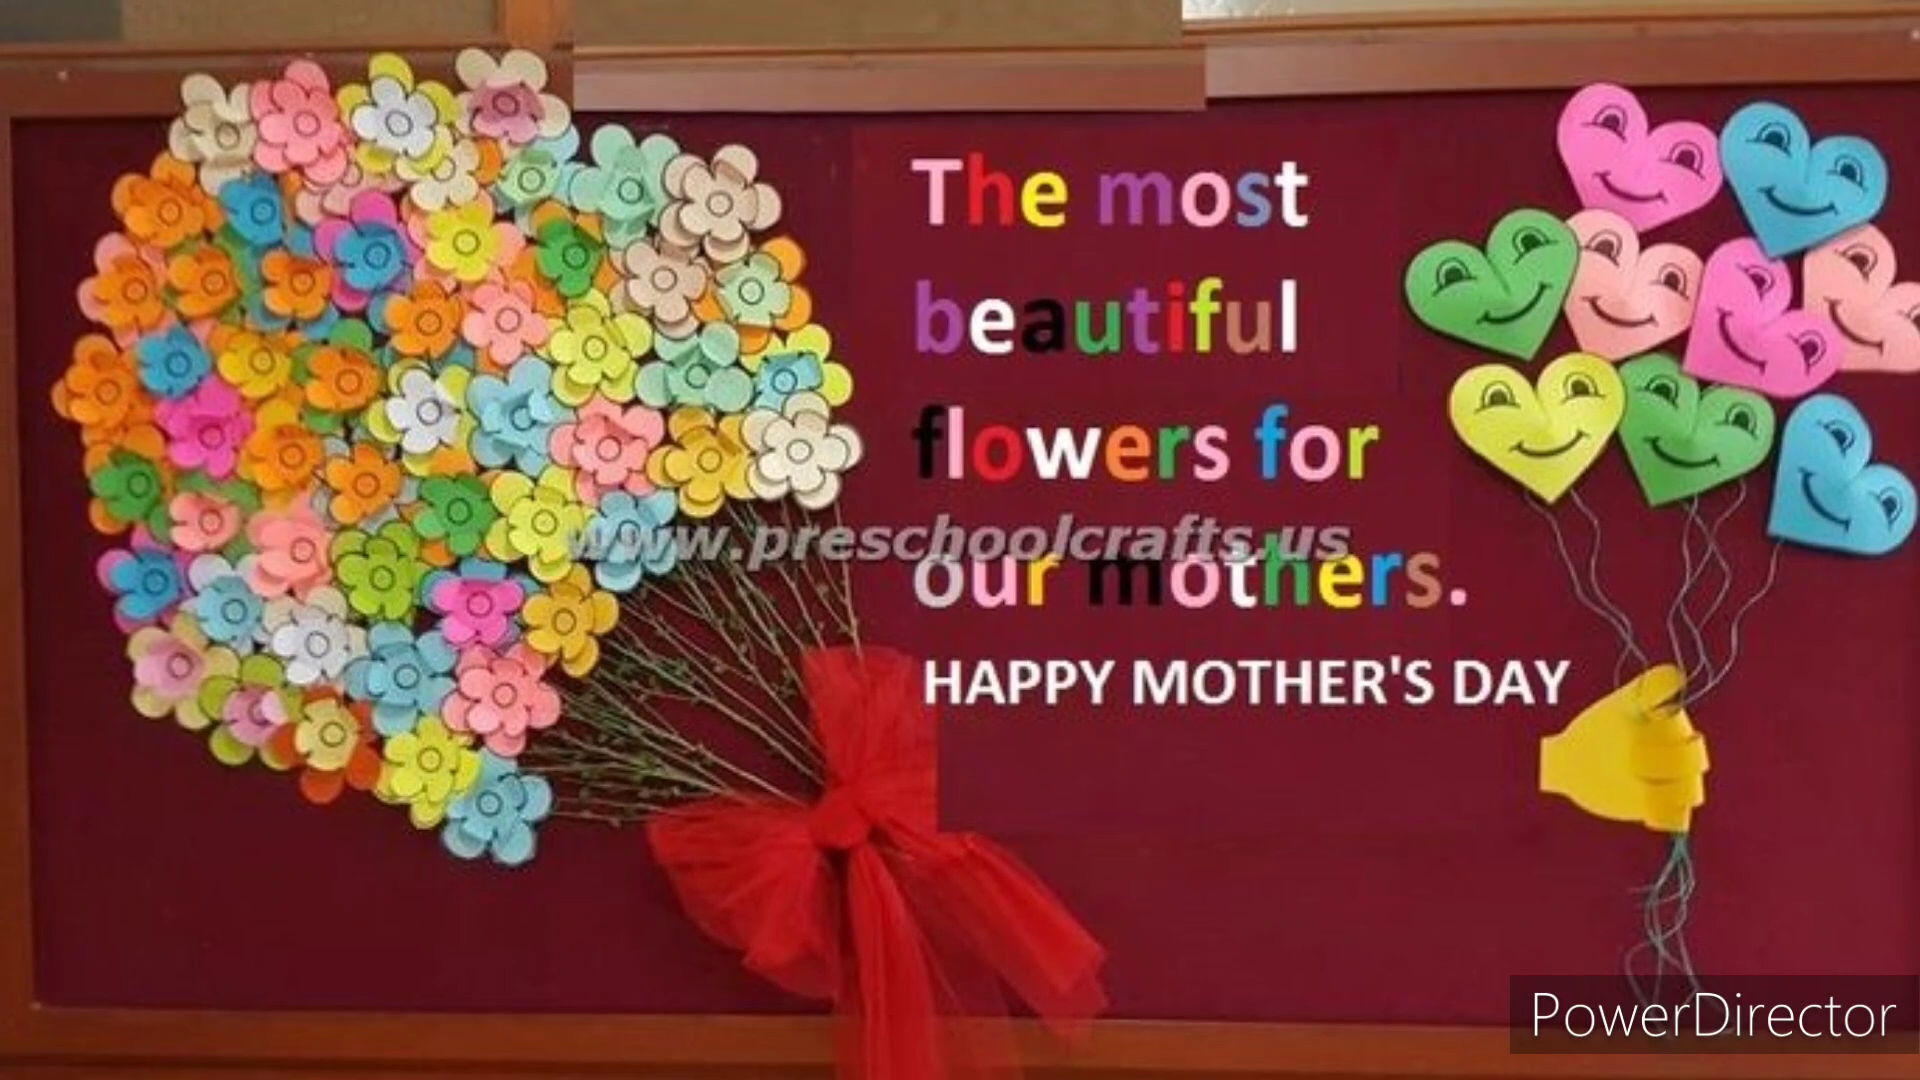 The most
beautiful
flowers for
www.preschoolcrafts.us
our mothers.
HAPPY MOTHER'S DAY
PowerDirector